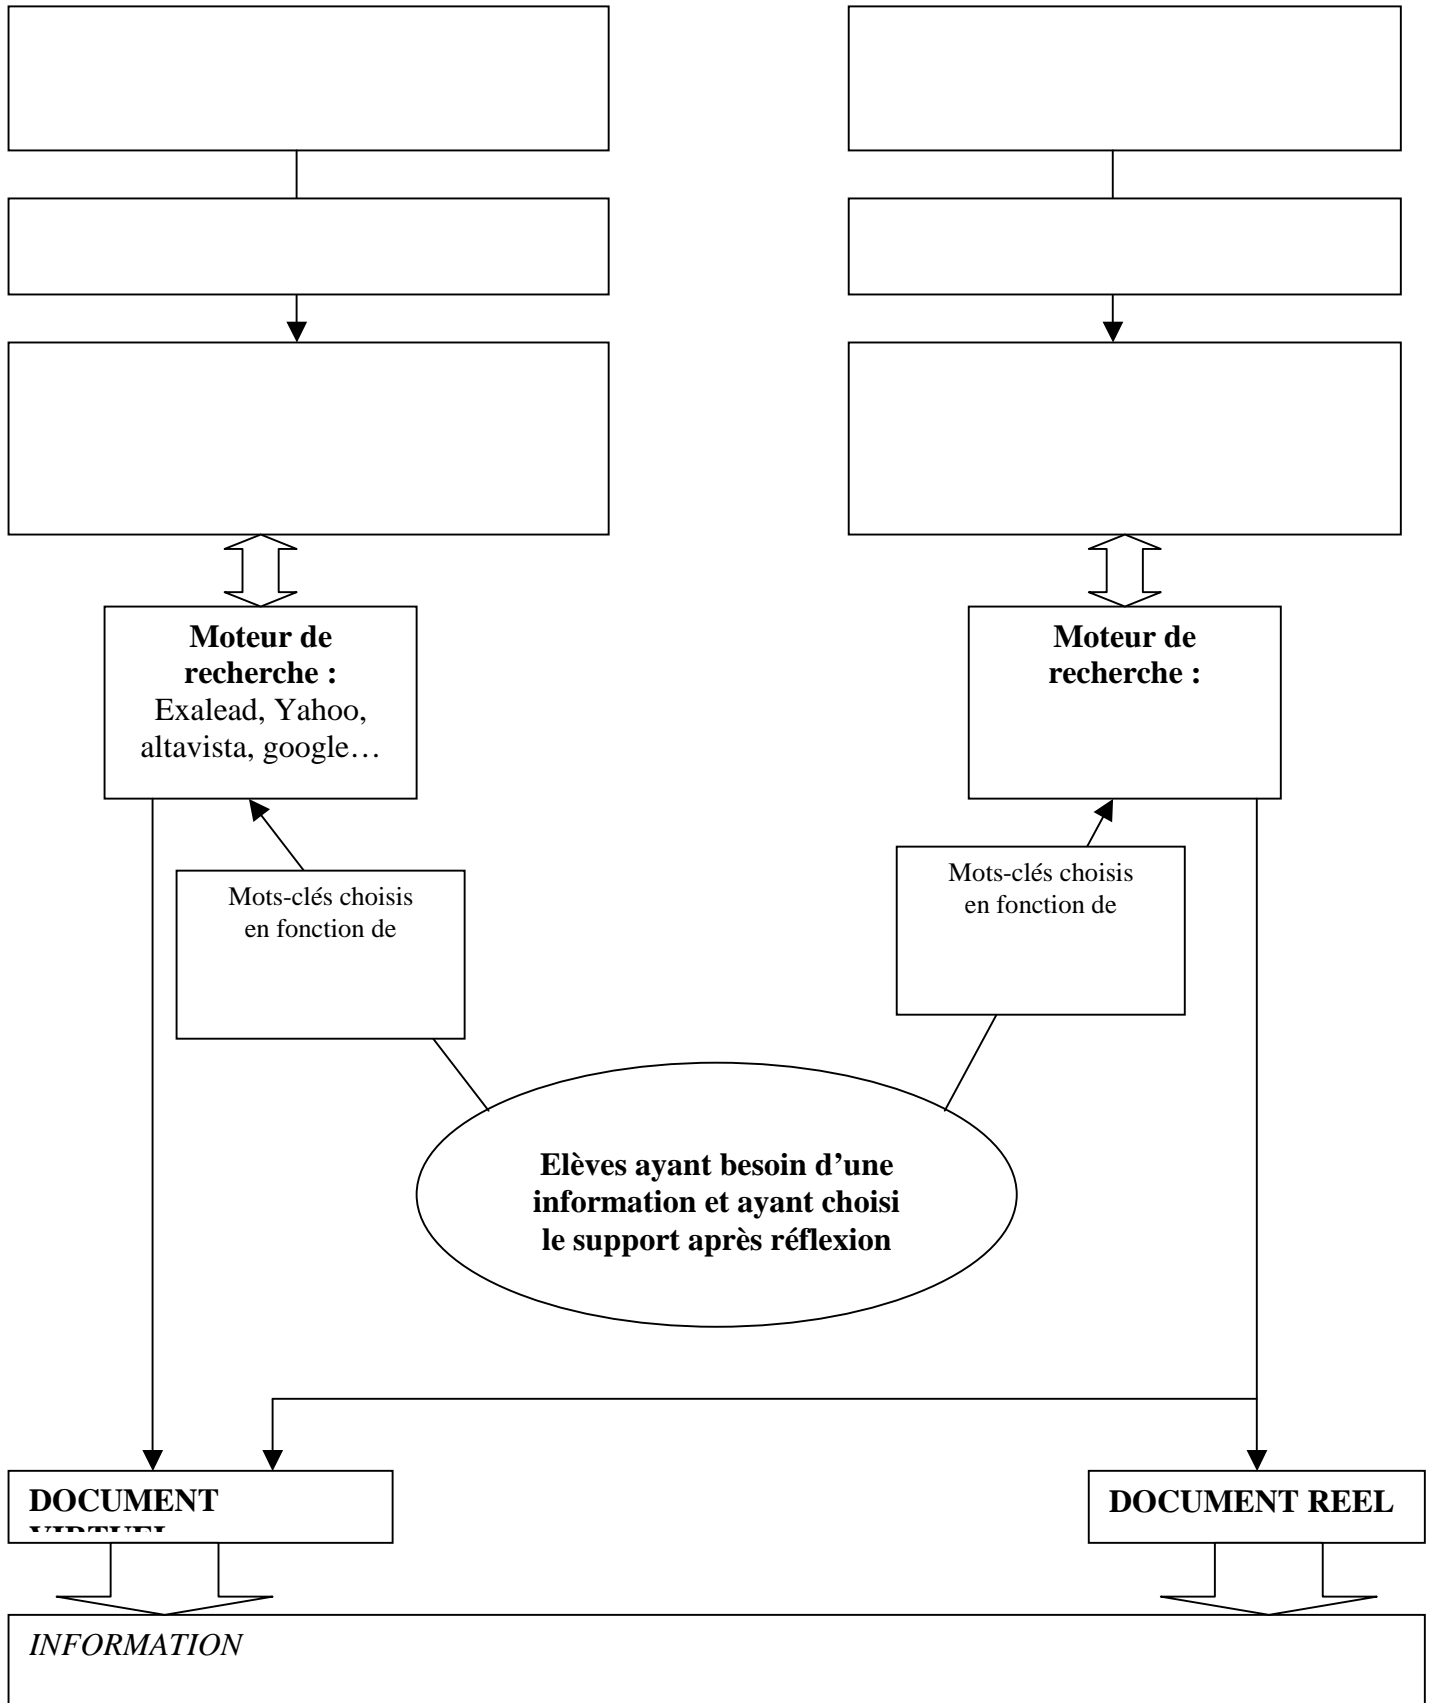 Moteur de
recherche :
Exalead, Yahoo,
altavista, google…
Moteur de
recherche :
Mots-clés choisis
en fonction de
Mots-clés choisis
en fonction de
Elèves ayant besoin d’une
information et ayant choisi
le support après réflexion
DOCUMENT
VIRTUEL
DOCUMENT REEL
INFORMATION